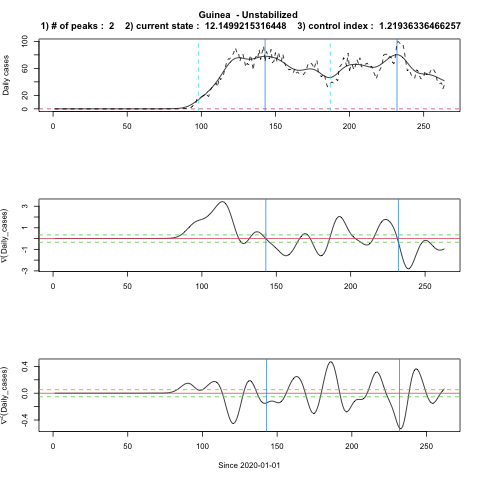 Guinea - Unstabilized
1) # of peaks : 2 2) current state : 12.1499215316448 3) control index : 1.21936336466257
Daily cases
100
60
20
0
0 50 100 150 200 250
∇(Daily_cases)
3
1
-1
-3
0 50 100 150 200 250
∇²(Daily_cases)
0.4
0.0
-0.4
0 50 100 150 200 250
Since 2020-01-01